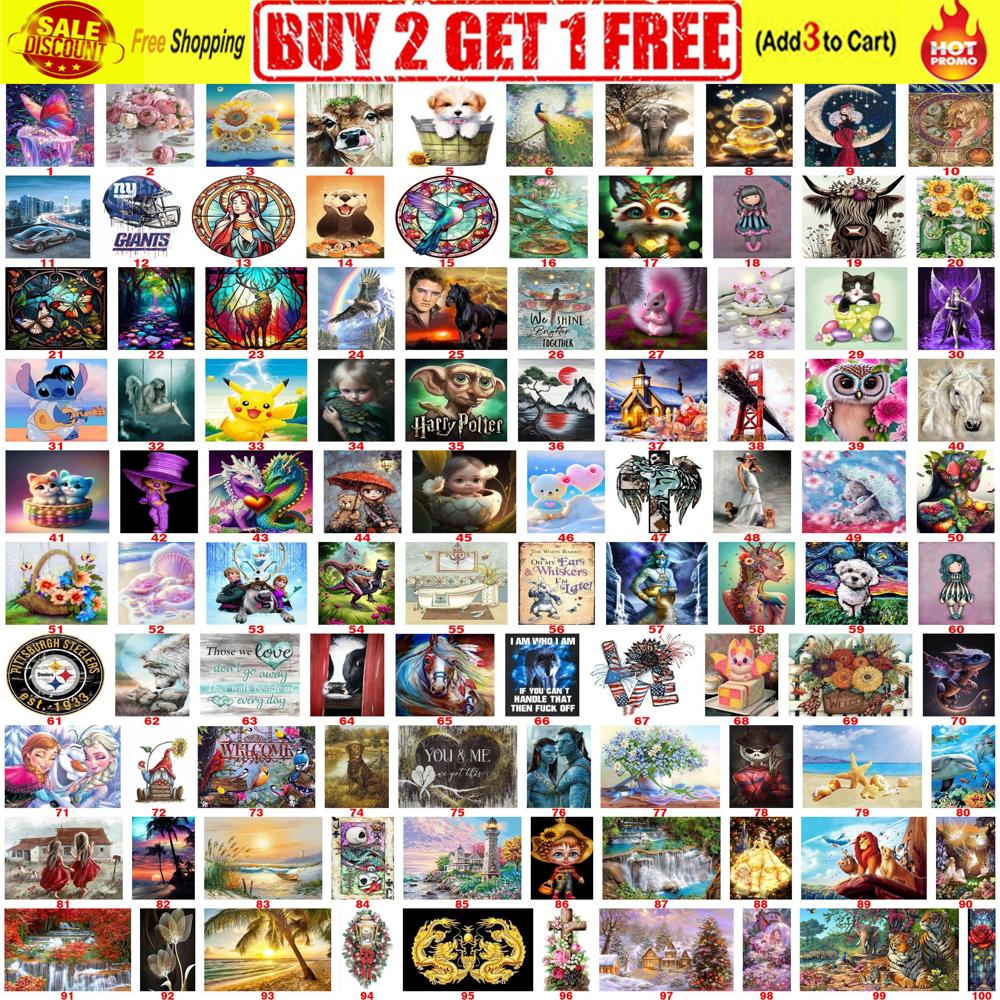 SALE
DISCOUNT
Free Shopping
BUY 2 GET 1 FREE
(Add 3 to Cart)
HOT
PROMO
1 2 3 4 5 6 7 8 9 10
NY
GIANTS
11 12 13 14 15 16 17 18 19 20
We SHINE
Brighter
TOGETHER
21 22 23 24 25 26 27 28 29 30
Harry Potter
31 32 33 34 35 36 37 38 39 40
41 42 43 44 45 46 47 48 49 50
THE WHITE RABBIT:
OH MY Ears
& Whiskers
I'M
Late!
51 52 53 54 55 56 57 58 59 60
PITTSBURGH STEELERS
Steelers
est.-1933
Those we love
don't go away
They walk beside us
every day
I AM WHO I AM
IF YOU CAN'T
HANDLE THAT
THEN FUCK OFF
LOVE
WELCOME
61 62 63 64 65 66 67 68 69 70
WELCOME
YOU & ME
we got this
71 72 73 74 75 76 77 78 79 80
81 82 83 84 85 86 87 88 89 90
91 92 93 94 95 96 97 98 99 100